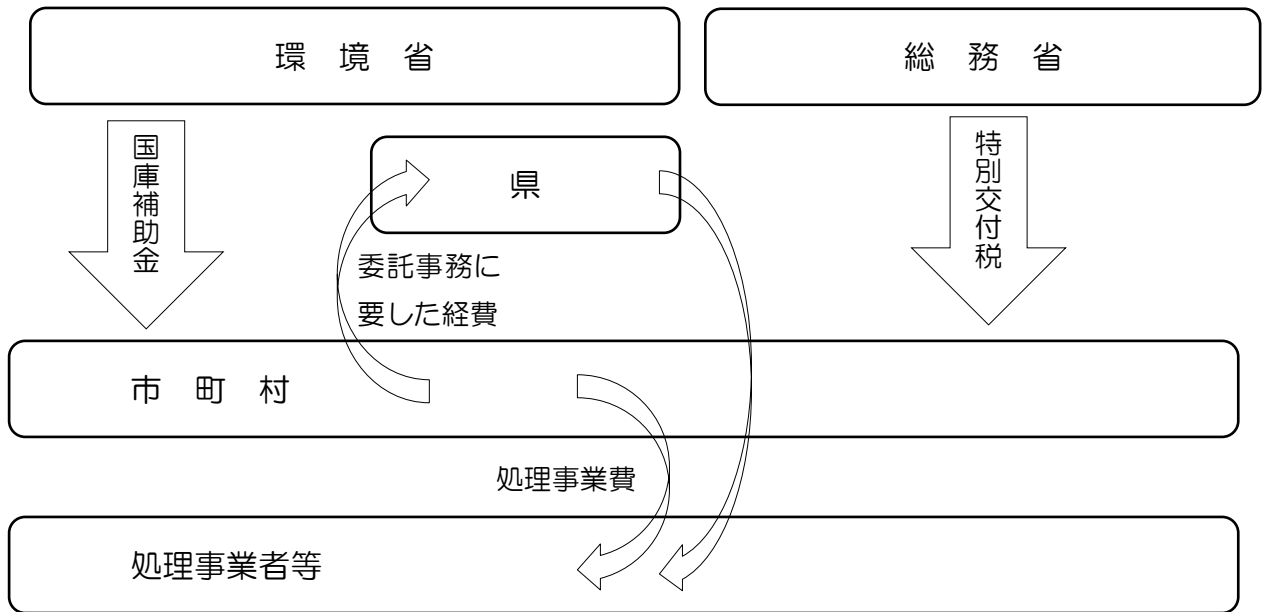 環 境 省
総 務 省
国庫補助金
県
特別交付税
委託事務に
要した経費
市 町 村
処理事業費
処理事業者等